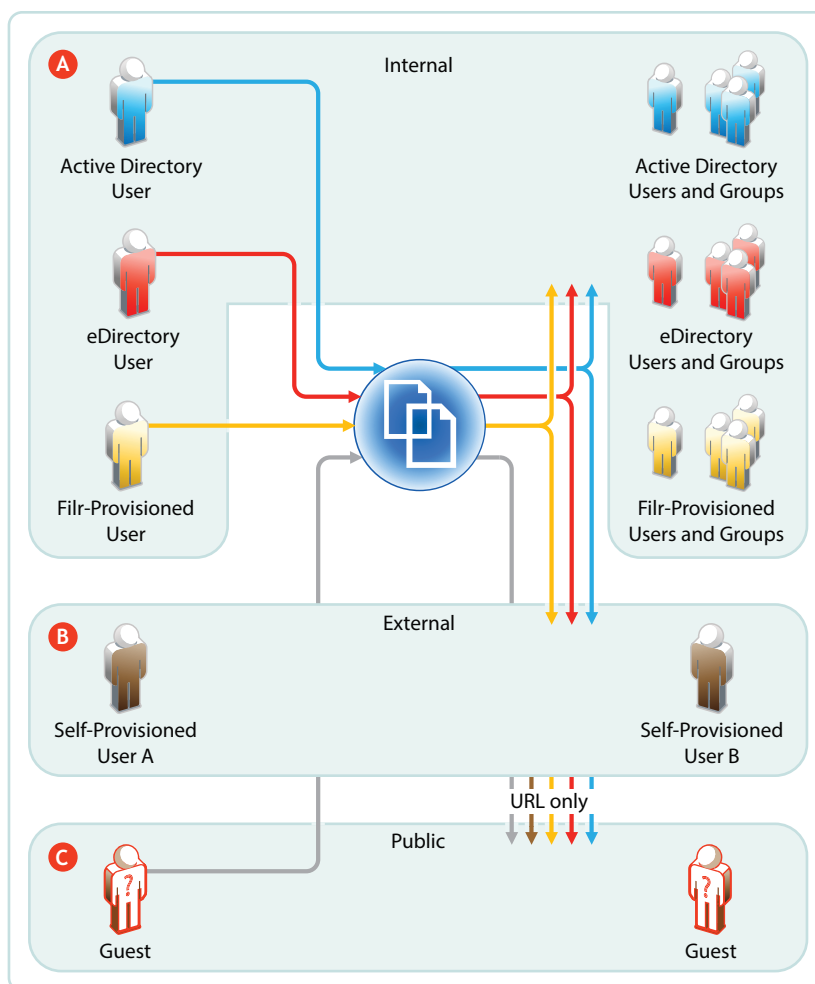 A
Internal
Active Directory
User
Active Directory
Users and Groups
eDirectory
User
eDirectory
Users and Groups
Filr-Provisioned
User
Filr-Provisioned
Users and Groups
B
External
Self-Provisioned
User A
Self-Provisioned
User B
URL only
C
Public
?
Guest
?
Guest